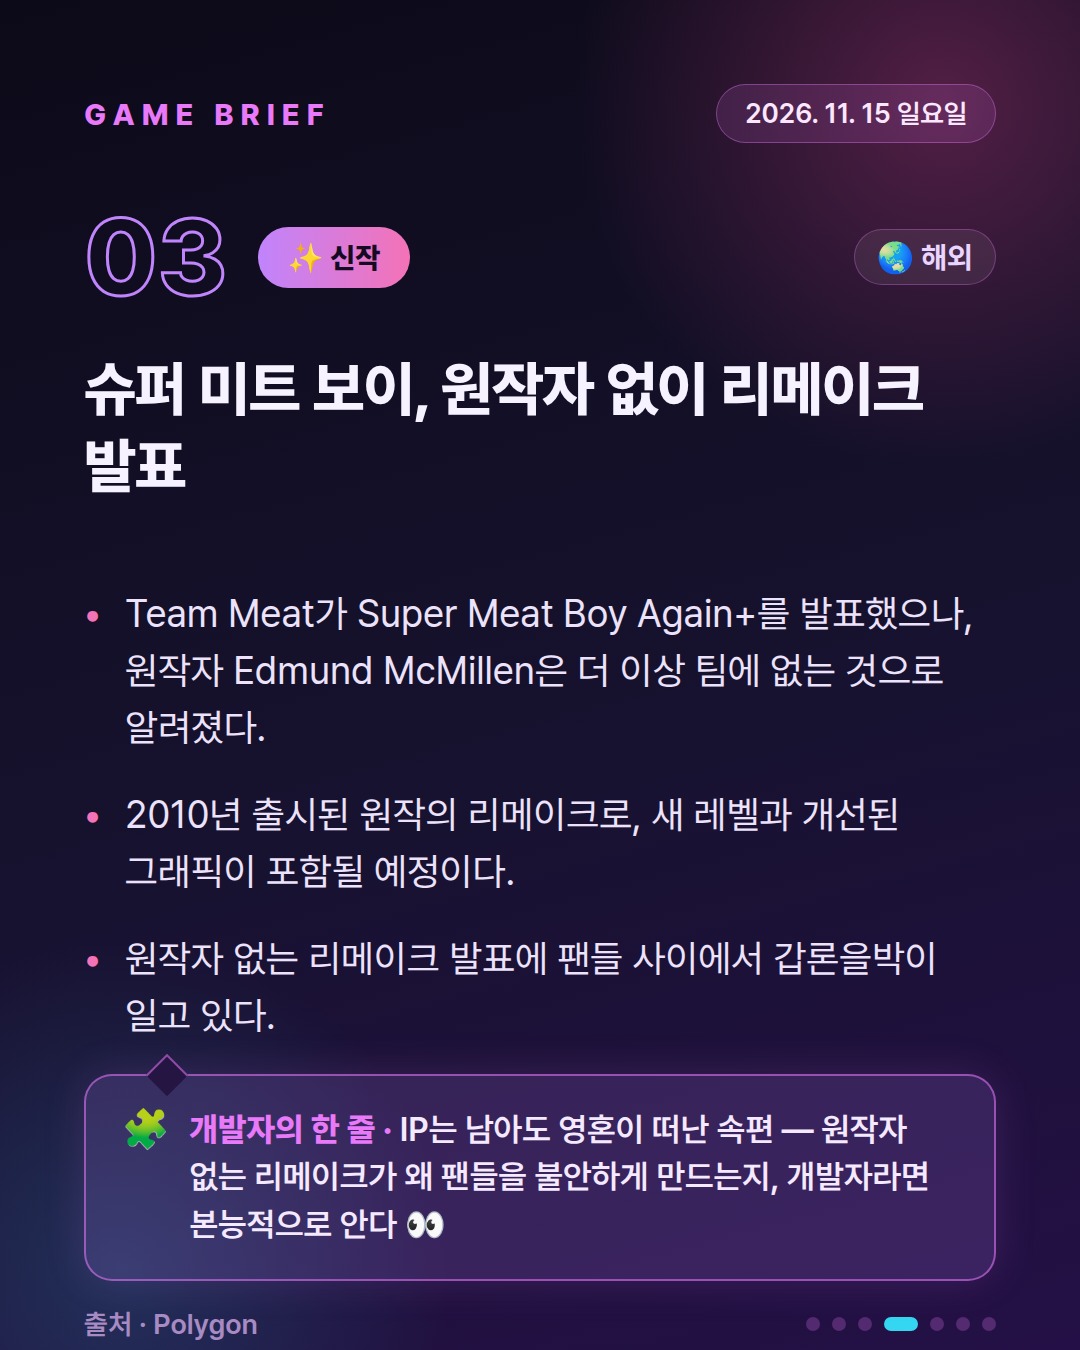 GAME BRIEF
2026. 11. 15 일요일
03
✨ 신작
🌏 해외
슈퍼 미트 보이, 원작자 없이 리메이크
발표
• Team Meat가 Super Meat Boy Again+를 발표했으나,
원작자 Edmund McMillen은 더 이상 팀에 없는 것으로
알려졌다.
• 2010년 출시된 원작의 리메이크로, 새 레벨과 개선된
그래픽이 포함될 예정이다.
• 원작자 없는 리메이크 발표에 팬들 사이에서 갑론을박이
일고 있다.
🧩 개발자의 한 줄 · IP는 남아도 영혼이 떠난 속편 — 원작자
없는 리메이크가 왜 팬들을 불안하게 만드는지, 개발자라면
본능적으로 안다 👀
출처 · Polygon